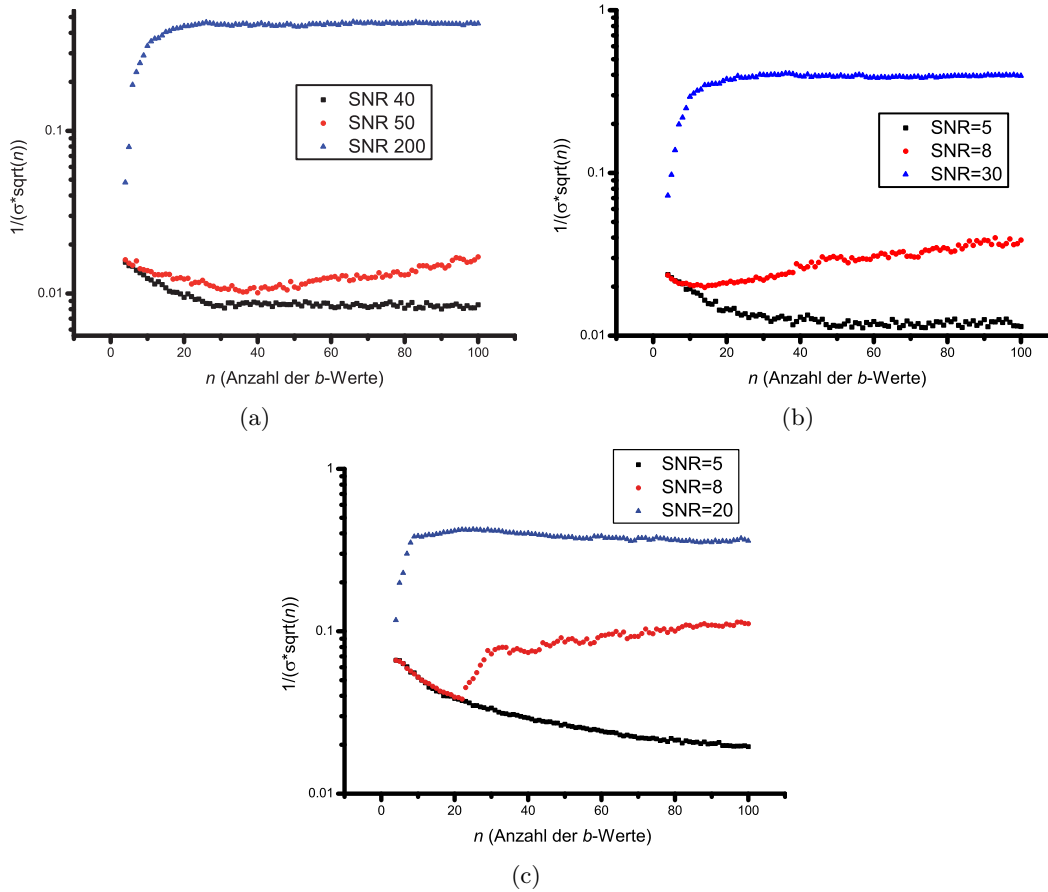 SNR 40
SNR 50
SNR 200
0.1
0.01
1/(σ*sqrt(n))
0 20 40 60 80 100
n (Anzahl der b-Werte)
(a)
SNR=5
SNR=8
SNR=30
1
0.1
0.01
1/(σ*sqrt(n))
0 20 40 60 80 100
n (Anzahl der b-Werte)
(b)
SNR=5
SNR=8
SNR=20
1
0.1
0.01
1/(σ*sqrt(n))
0 20 40 60 80 100
n (Anzahl der b-Werte)
(c)